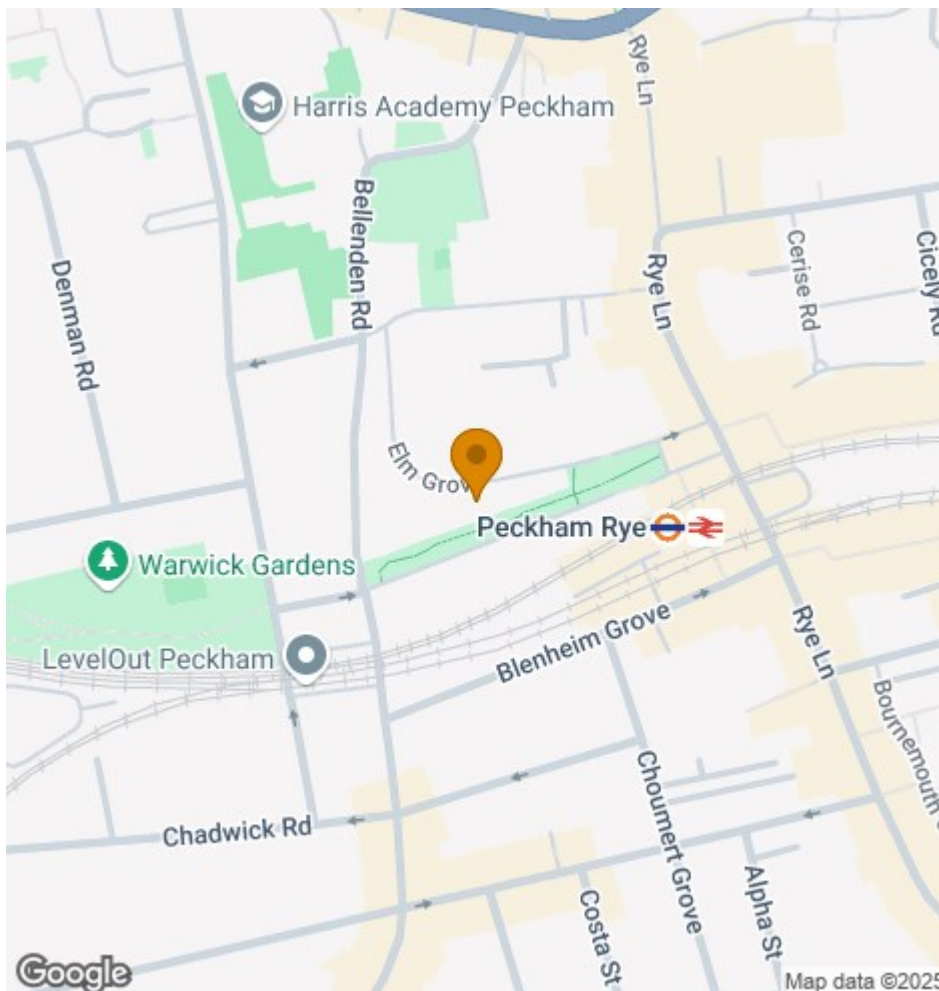 Rye Ln
Harris Academy Peckham
Bellenden Rd
Denman Rd
Rye Ln
Cerise Rd
Cicely Rd
Elm Grov
Peckham Rye
Warwick Gardens
LevelOut Peckham
Blenheim Grove
Rye Ln
Bournemouth
Choumert Grove
Chadwick Rd
Alpha St
Costa St
Google
Map data ©2025